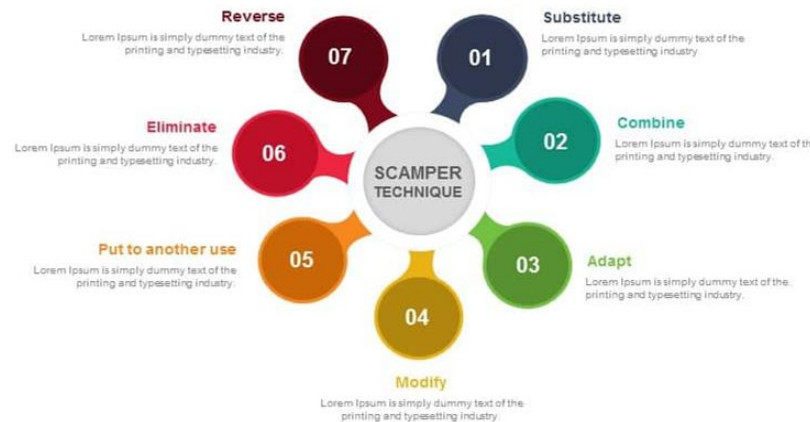 SCAMPER
TECHNIQUE
01
Substitute
Lorem Ipsum is simply dummy text of the
printing and typesetting industry.
02
Combine
Lorem Ipsum is simply dummy text of the
printing and typesetting industry.
03
Adapt
Lorem Ipsum is simply dummy text of the
printing and typesetting industry.
04
Modify
Lorem Ipsum is simply dummy text of the
printing and typesetting industry.
05
Put to another use
Lorem Ipsum is simply dummy text of the
printing and typesetting industry.
06
Eliminate
Lorem Ipsum is simply dummy text of the
printing and typesetting industry.
07
Reverse
Lorem Ipsum is simply dummy text of the
printing and typesetting industry.